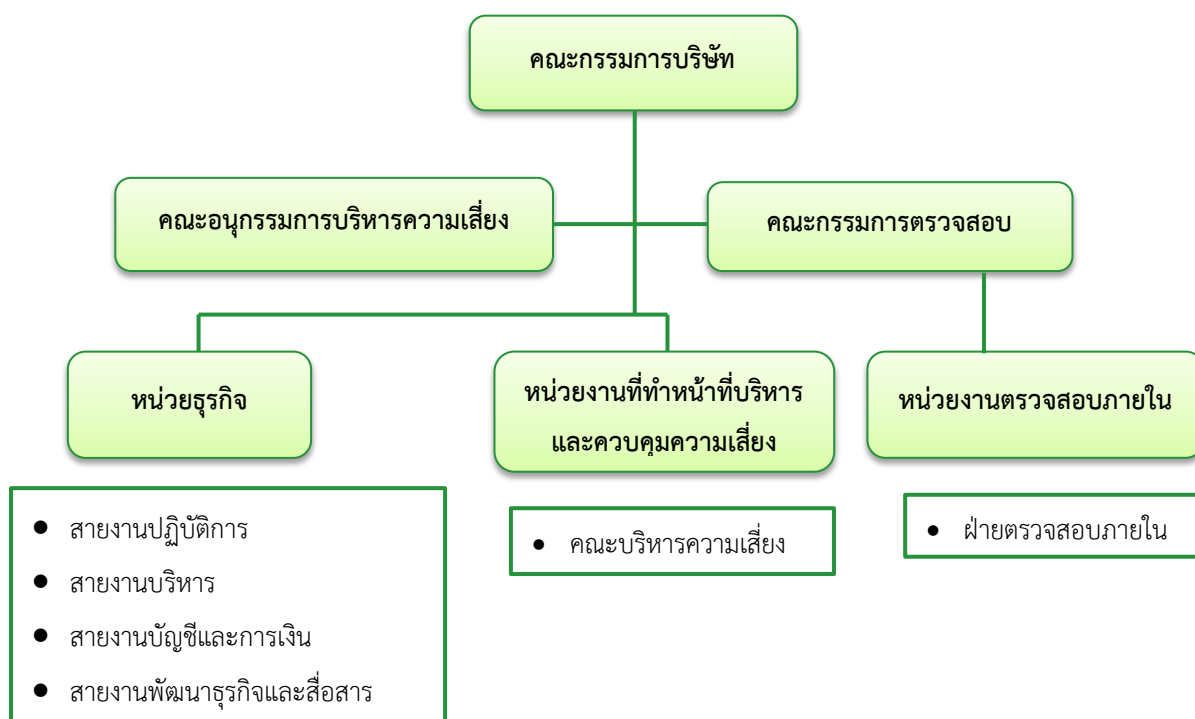 คณะกรรมการบริษัท
คณะอนุกรรมการบริหารความเสี่ยง
คณะกรรมการตรวจสอบ
หน่วยธุรกิจ
หน่วยงานที่ทำหน้าที่บริหาร
และควบคุมความเสี่ยง
หน่วยงานตรวจสอบภายใน
● สายงานปฏิบัติการ
● สายงานบริหาร
● สายงานบัญชีและการเงิน
● สายงานพัฒนาธุรกิจและสื่อสาร
● คณะบริหารความเสี่ยง
● ฝ่ายตรวจสอบภายใน